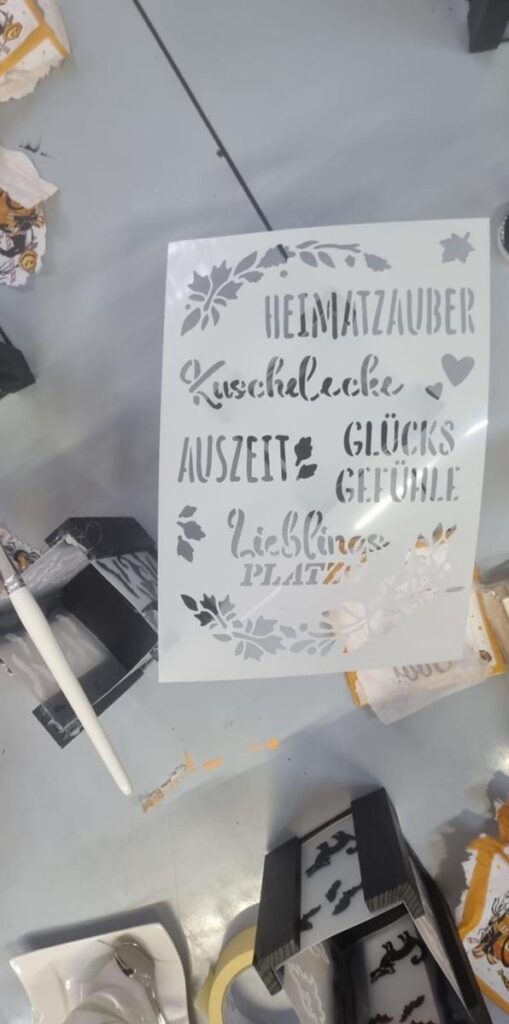 HEIMATZAUBER
Kuschelecke
AUSZEIT
GLÜCKS
GEFÜHLE
Lieblings
PLATZ